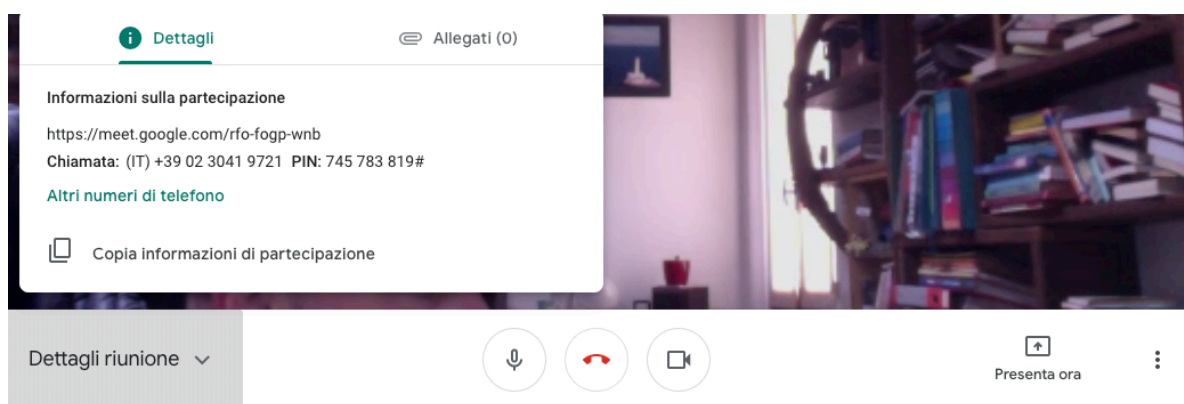 Dettagli
Allegati (0)
Informazioni sulla partecipazione
https://meet.google.com/rfo-fogp-wnb
Chiamata: (IT) +39 02 3041 9721 PIN: 745 783 819#
Altri numeri di telefono
Copia informazioni di partecipazione
Dettagli riunione
Presenta ora